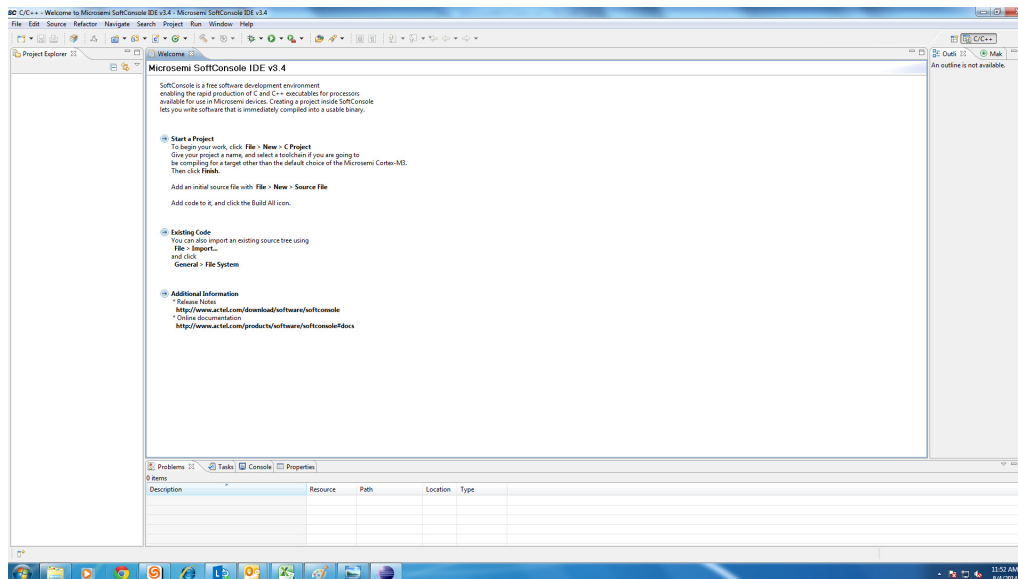 SC C/C++ - Welcome to Microsemi SoftConsole IDE v3.4 - Microsemi SoftConsole IDE v3.4
File Edit Source Refactor Navigate Search Project Run Window Help
C/C++
Project Explorer
Welcome
Outli
Mak
Microsemi SoftConsole IDE v3.4
An outline is not available.
SoftConsole is a free software development environment
enabling the rapid production of C and C++ executables for processors
available for use in Microsemi devices. Creating a project inside SoftConsole
lets you write software that is immediately compiled into a usable binary.
Start a Project
To begin your work, click File > New > C Project
Give your project a name, and select a toolchain if you are going to
be compiling for a target other than the default choice of the Microsemi Cortex-M3.
Then click Finish.
Add an initial source file with File > New > Source File
Add code to it, and click the Build All icon.
Existing Code
You can also import an existing source tree using
File > Import...
and click
General > File System
Additional Information
* Release Notes
http://www.actel.com/download/software/softconsole
* Online documentation
http://www.actel.com/products/software/softconsole#docs
Problems Tasks Console Properties
0 items
Description Resource Path Location Type
11:52 AM